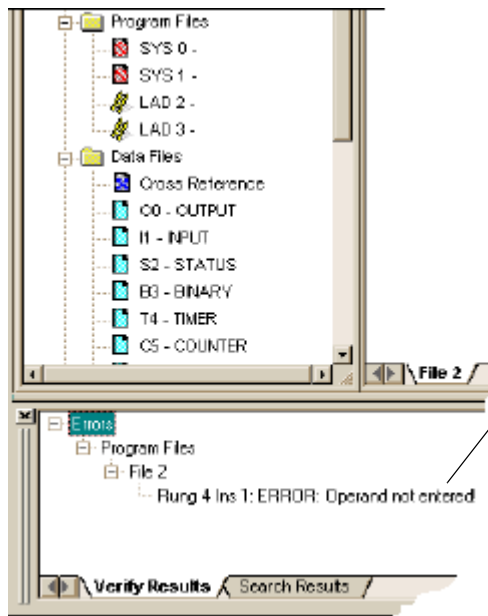 Program Files
SYS 0 -
SYS 1 -
LAD 2 -
LAD 3 -
Data Files
Cross Reference
O0 - OUTPUT
I1 - INPUT
S2 - STATUS
B3 - BINARY
T4 - TIMER
C5 - COUNTER
File 2
Errors
Program Files
File 2
Rung 4 Ins 1: ERROR: Operand not entered!
Verify Results
Search Results